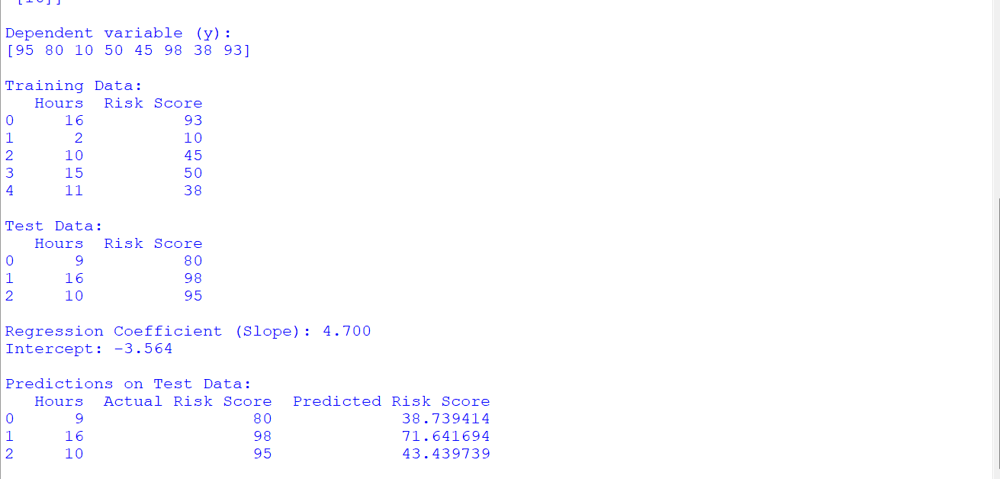 [16]]
Dependent variable (y):
[95 80 10 50 45 98 38 93]
Training Data:
   Hours  Risk Score
0     16          93
1      2          10
2     10          45
3     15          50
4     11          38
Test Data:
   Hours  Risk Score
0      9          80
1     16          98
2     10          95
Regression Coefficient (Slope): 4.700
Intercept: -3.564
Predictions on Test Data:
   Hours  Actual Risk Score  Predicted Risk Score
0      9                 80             38.739414
1     16                 98             71.641694
2     10                 95             43.439739